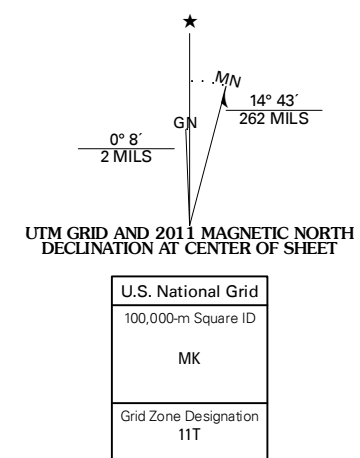 ★
MN
GN
14° 43´
262 MILS
0° 8´
2 MILS
UTM GRID AND 2011 MAGNETIC NORTH
DECLINATION AT CENTER OF SHEET
U.S. National Grid
100,000-m Square ID
MK
Grid Zone Designation
11T